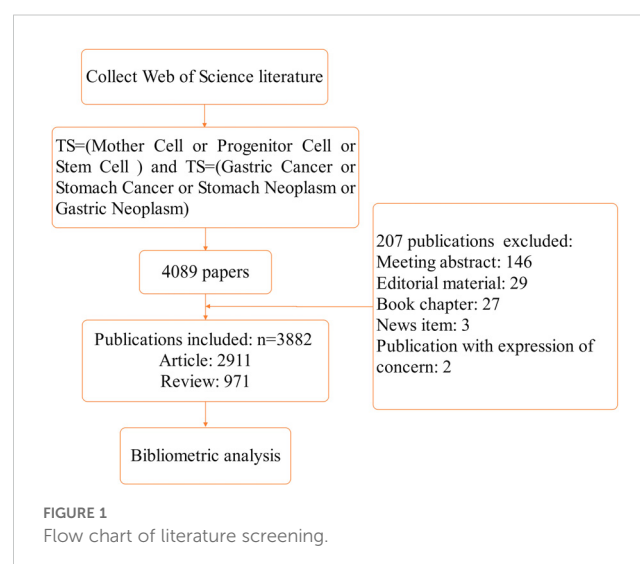 Collect Web of Science literature
TS=(Mother Cell or Progenitor Cell or
Stem Cell ) and TS=(Gastric Cancer or
Stomach Cancer or Stomach Neoplasm or
Gastric Neoplasm)
4089 papers
207 publications excluded:
Meeting abstract: 146
Editorial material: 29
Book chapter: 27
News item: 3
Publication with expression of
concern: 2
Publications included: n=3882
Article: 2911
Review: 971
Bibliometric analysis
FIGURE 1
Flow chart of literature screening.